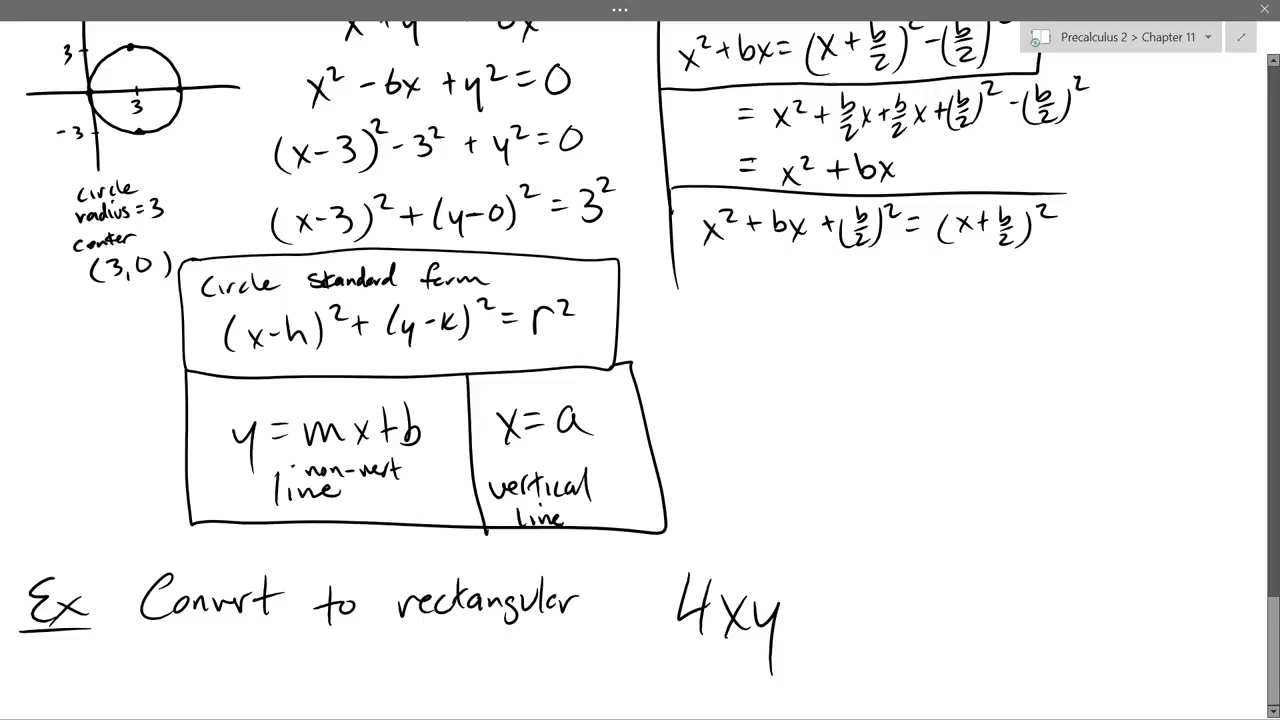 Precalculus 2 > Chapter 11
3
3
-3
circle
radius = 3
center
(3,0)
x² - 6x + y² = 0
(x-3)² - 3² + y² = 0
(x-3)² + (y-0)² = 3²
Circle standard form
(x-h)² + (y-k)² = r²
y = mx+b
non-vert
line
x = a
vertical
line
x² + bx = (x + b/2)² - (b/2)²
= x² + b/2 x + b/2 x + (b/2)² - (b/2)²
= x² + bx
x² + bx + (b/2)² = (x + b/2)²
Ex Convert to rectangular 4xy